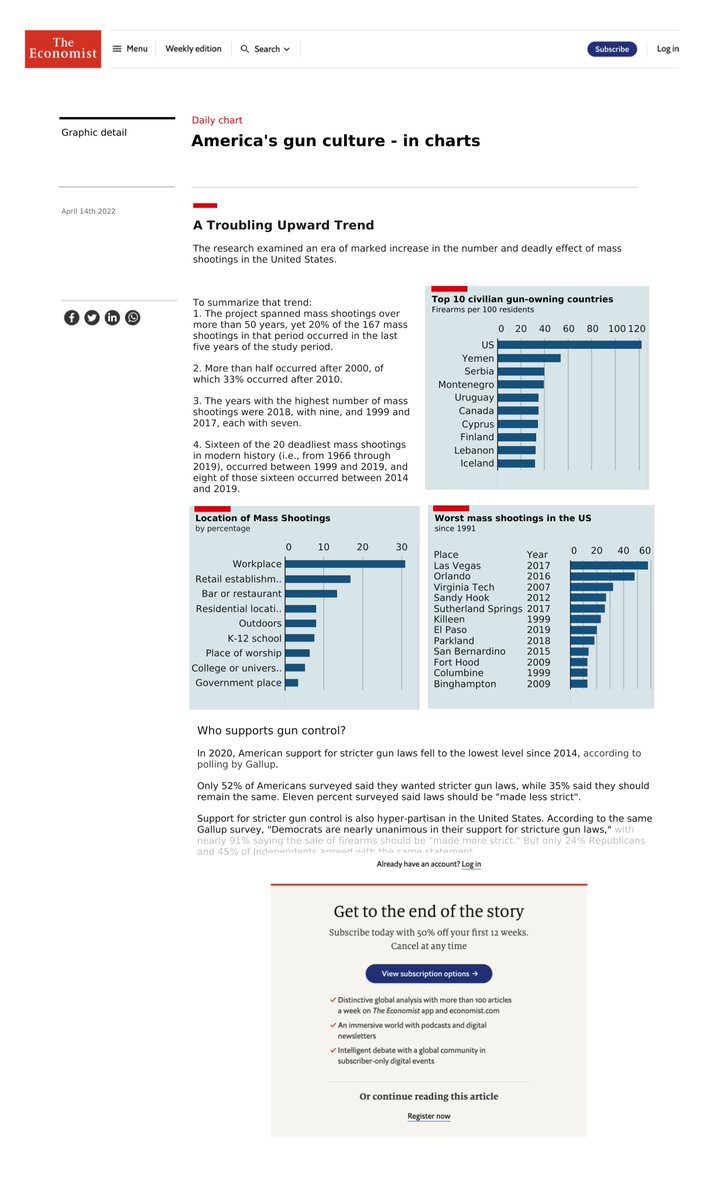 The
Economist
Menu
Weekly edition
Search
Subscribe
Log in
Graphic detail
Daily chart
America's gun culture - in charts
April 14th 2022
A Troubling Upward Trend
The research examined an era of marked increase in the number and deadly effect of mass
shootings in the United States.
To summarize that trend:
1. The project spanned mass shootings over
more than 50 years, yet 20% of the 167 mass
shootings in that period occurred in the last
five years of the study period.
2. More than half occurred after 2000, of
which 33% occurred after 2010.
3. The years with the highest number of mass
shootings were 2018, with nine, and 1999 and
2017, each with seven.
4. Sixteen of the 20 deadliest mass shootings
in modern history (i.e., from 1966 through
2019), occurred between 1999 and 2019, and
eight of those sixteen occurred between 2014
and 2019.
Top 10 civilian gun-owning countries
Firearms per 100 residents
0 20 40 60 80 100 120
US
Yemen
Serbia
Montenegro
Uruguay
Canada
Cyprus
Finland
Lebanon
Iceland
Location of Mass Shootings
by percentage
0 10 20 30
Workplace
Retail establishm..
Bar or restaurant
Residential locati..
Outdoors
K-12 school
Place of worship
College or univers..
Government place
Worst mass shootings in the US
since 1991
Place Year 0 20 40 60
Las Vegas 2017
Orlando 2016
Virginia Tech 2007
Sandy Hook 2012
Sutherland Springs 2017
Killeen 1999
El Paso 2019
Parkland 2018
San Bernardino 2015
Fort Hood 2009
Columbine 1999
Binghampton 2009
Who supports gun control?
In 2020, American support for stricter gun laws fell to the lowest level since 2014, according to
polling by Gallup.
Only 52% of Americans surveyed said they wanted stricter gun laws, while 35% said they should
remain the same. Eleven percent surveyed said laws should be "made less strict".
Support for stricter gun control is also hyper-partisan in the United States. According to the same
Gallup survey, "Democrats are nearly unanimous in their support for stricture gun laws," with
nearly 91% saying the sale of firearms should be "made more strict." But only 24% Republicans
and 45% of Independents agreed with the same statement
Already have an account? Log in
Get to the end of the story
Subscribe today with 50% off your first 12 weeks.
Cancel at any time
View subscription options →
Distinctive global analysis with more than 100 articles
a week on The Economist app and economist.com
An immersive world with podcasts and digital
newsletters
Intelligent debate with a global community in
subscriber-only digital events
Or continue reading this article
Register now